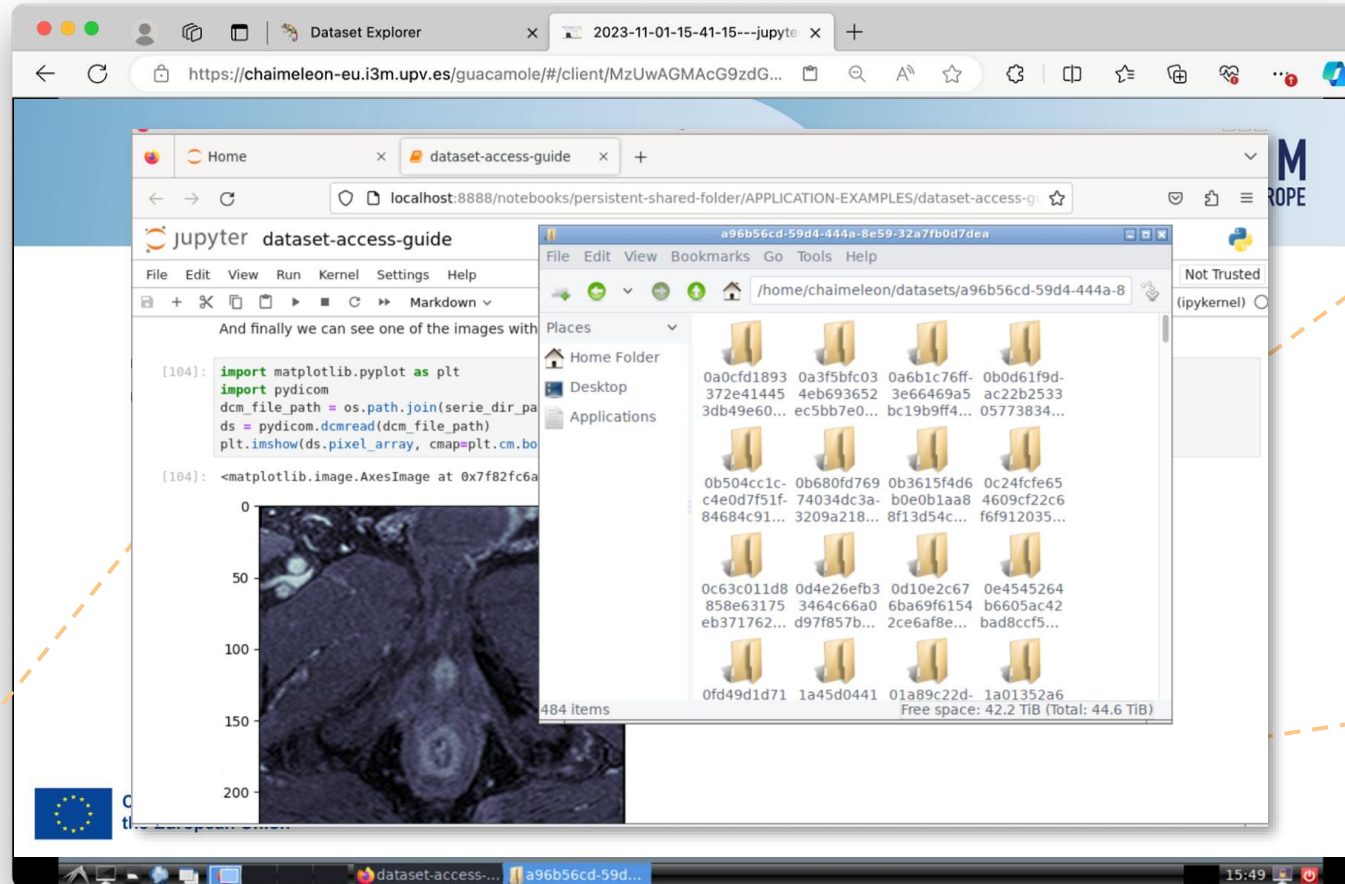 Dataset Explorer
2023-11-01-15-41-15---jupyte
https://chaimeleon-eu.i3m.upv.es/guacamole/#/client/MzUwAGMAcG9zdG...
M
ROPE
Home
dataset-access-guide
localhost:8888/notebooks/persistent-shared-folder/APPLICATION-EXAMPLES/dataset-access-g
jupyter dataset-access-guide
File Edit View Run Kernel Settings Help
Not Trusted
Markdown
(ipykernel)
And finally we can see one of the images with
[104]: import matplotlib.pyplot as plt
import pydicom
dcm_file_path = os.path.join(serie_dir_pa
ds = pydicom.dcmread(dcm_file_path)
plt.imshow(ds.pixel_array, cmap=plt.cm.bo
[104]: <matplotlib.image.AxesImage at 0x7f82fc6a
0
50
100
150
200
a96b56cd-59d4-444a-8e59-32a7fb0d7dea
File Edit View Bookmarks Go Tools Help
/home/chaimeleon/datasets/a96b56cd-59d4-444a-8
Places
Home Folder
Desktop
Applications
0a0cfd1893 0a3f5bfc03 0a6b1c76ff- 0b0d61f9d-
372e41445 4eb693652 3e66469a5 ac22b2533
3db49e60... ec5bb7e0... bc19b9ff4... 05773834...
0b504cc1c- 0b680fd769 0b3615f4d6 0c24fcfe65
c4e0d7f51f- 74034dc3a- b0e0b1aa8 4609cf22c6
84684c91... 3209a218... 8f13d54c... f6f912035...
0c63c011d8 0d4e26efb3 0d10e2c67 0e4545264
858e63175 3464c66a0 6ba69f6154 b6605ac42
eb371762... d97f857b... 2ce6af8e... bad8ccf5...
0fd49d1d71 1a45d0441 01a89c22d- 1a01352a6
484 items
Free space: 42.2 TiB (Total: 44.6 TiB)
dataset-access-...
a96b56cd-59d...
15:49